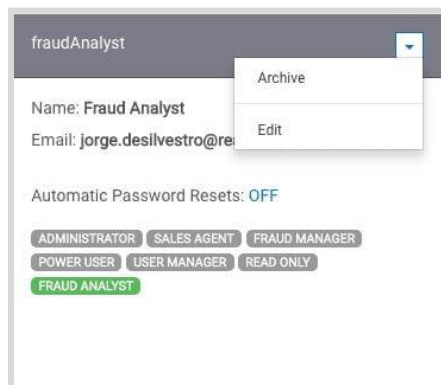 fraudAnalyst
Archive
Edit
Name: Fraud Analyst
Email: jorge.desilvestro@re
Automatic Password Resets: OFF
ADMINISTRATOR SALES AGENT FRAUD MANAGER
POWER USER USER MANAGER READ ONLY
FRAUD ANALYST